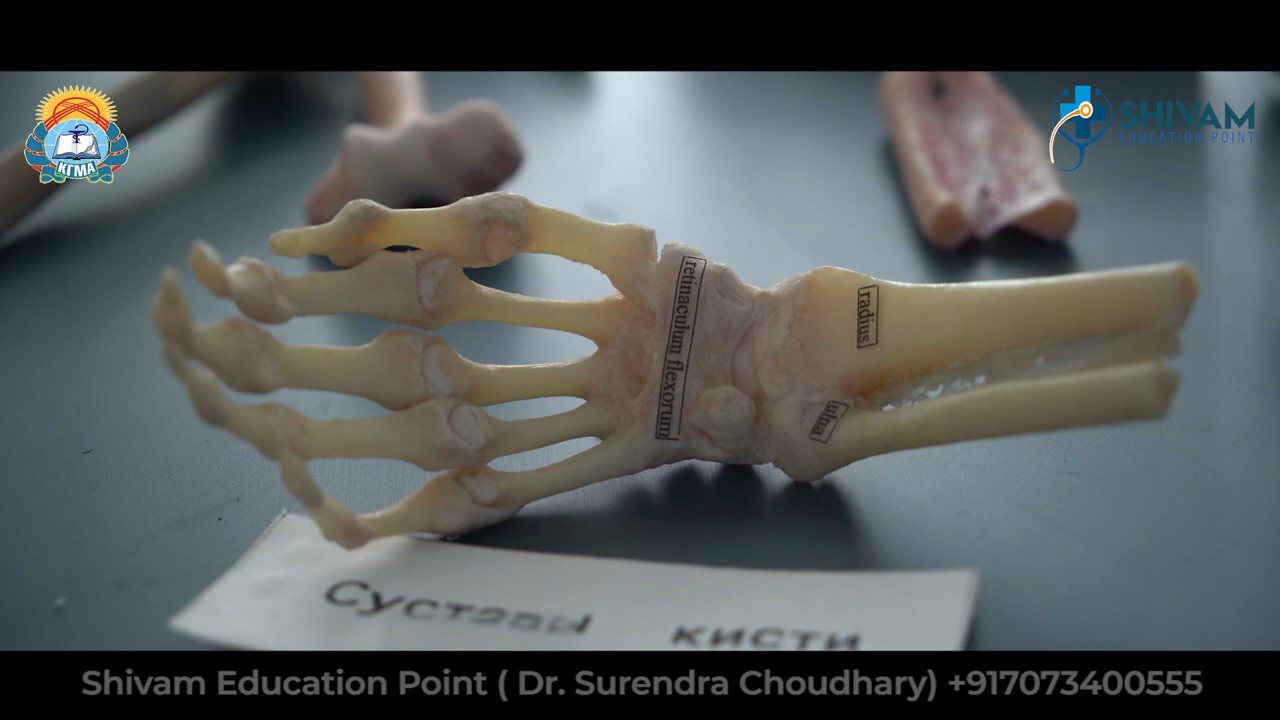 КГМА
SHIVAM
EDUCATION POINT
retinaculum flexorum
radius
ulna
Суставы кисти
Shivam Education Point ( Dr. Surendra Choudhary) +917073400555